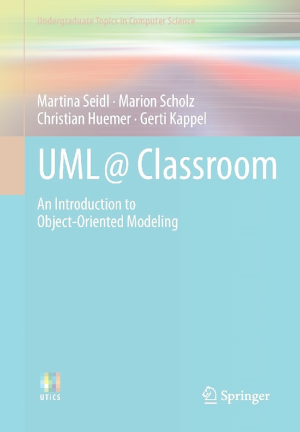 Undergraduate Topics in Computer Science
Martina Seidl · Marion Scholz
Christian Huemer · Gerti Kappel
UML @ Classroom
An Introduction to
Object-Oriented Modeling
UTiCS
Springer